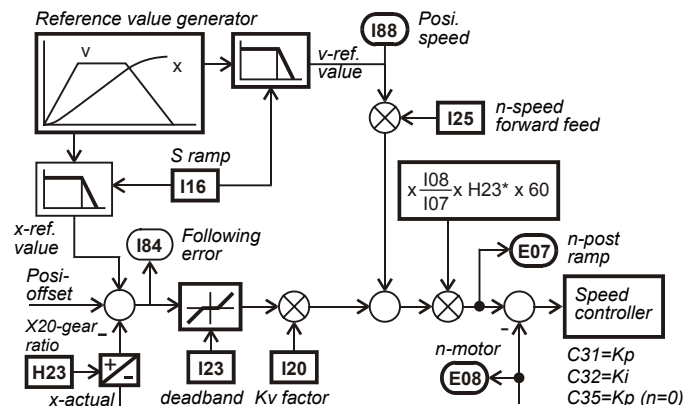 Reference value generator
I88
Posi. speed
v
x
v-ref. value
I25
n-speed forward feed
S ramp
I16
x I08/I07 x H23* x 60
x-ref. value
I84
Following error
E07
n-post ramp
Posi- offset
Speed controller
X20-gear ratio
-
-
H23
+
-
I23
I20
n-motor
E08
C31=Kp
C32=Ki
C35=Kp (n=0)
x-actual
deadband
Kv factor